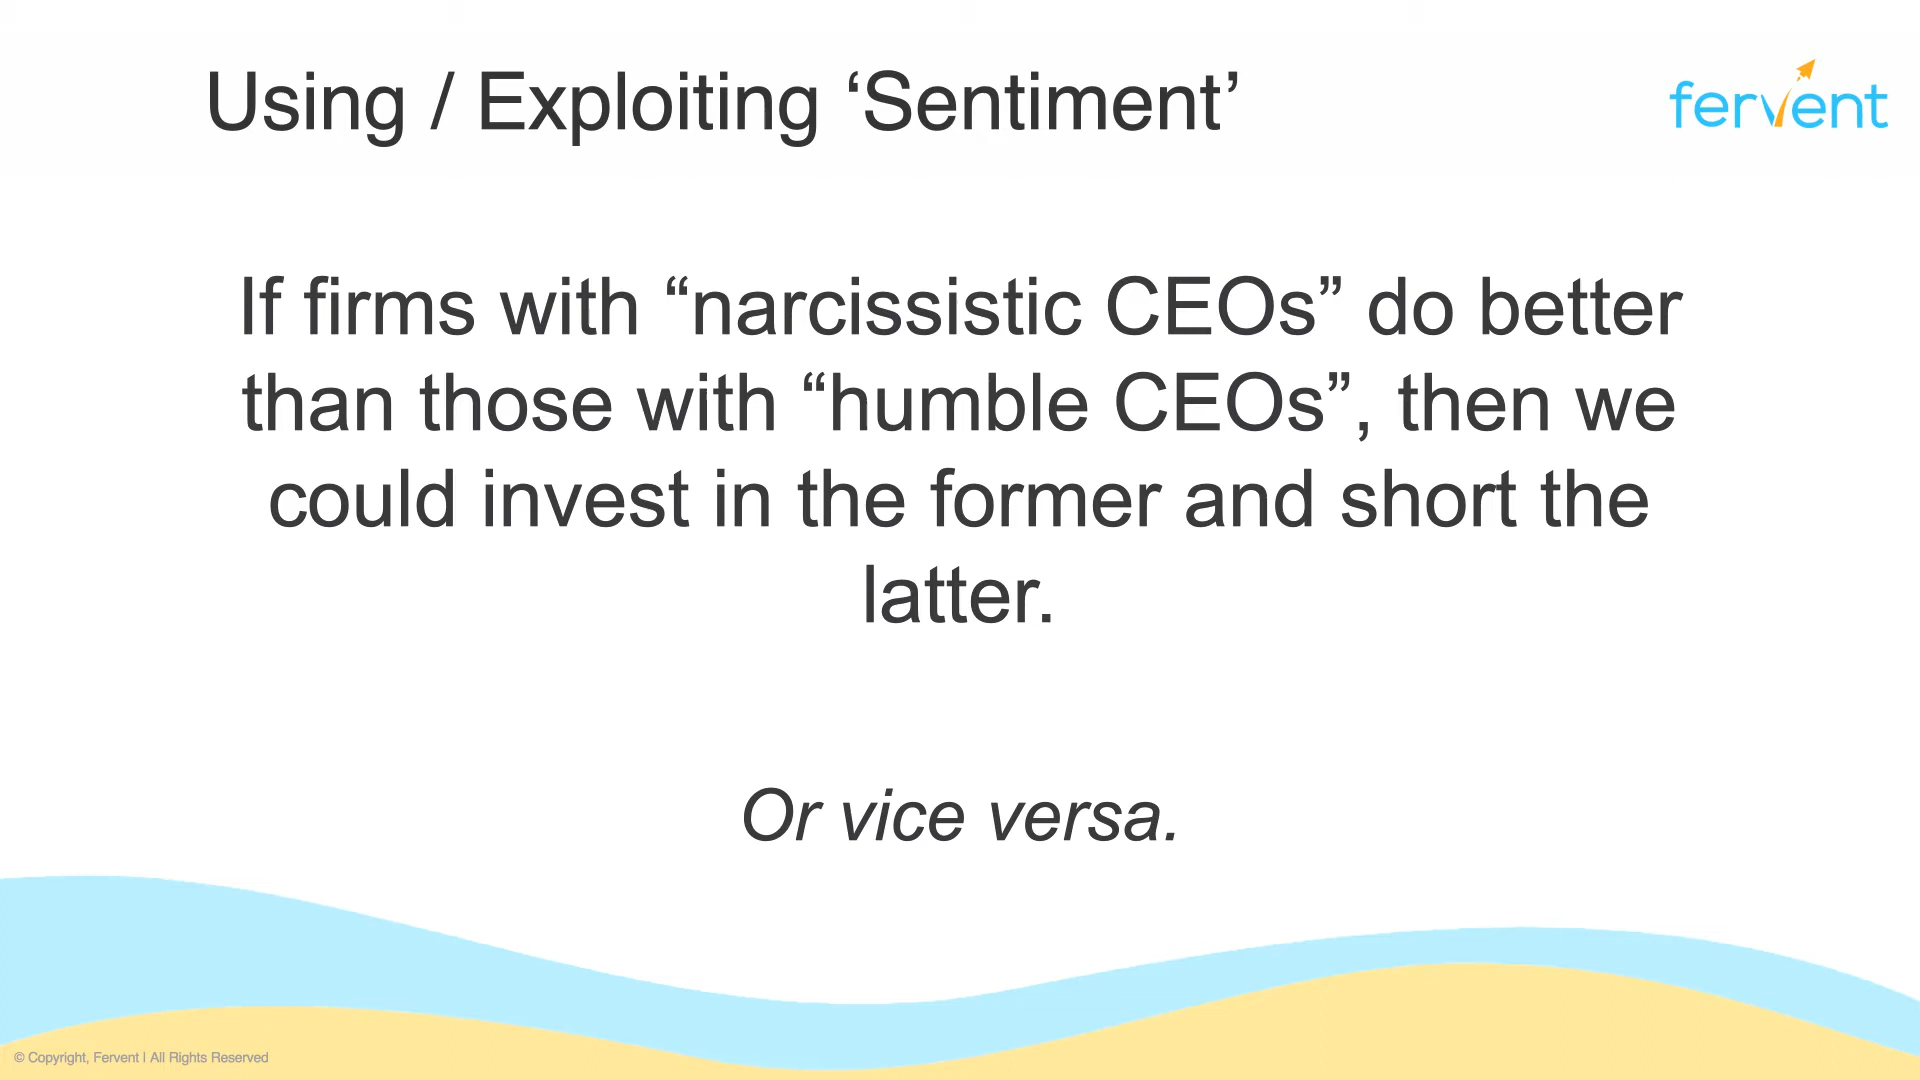 Using / Exploiting ‘Sentiment’
fervent
If firms with “narcissistic CEOs” do better
than those with “humble CEOs”, then we
could invest in the former and short the
latter.
Or vice versa.
© Copyright, Fervent | All Rights Reserved